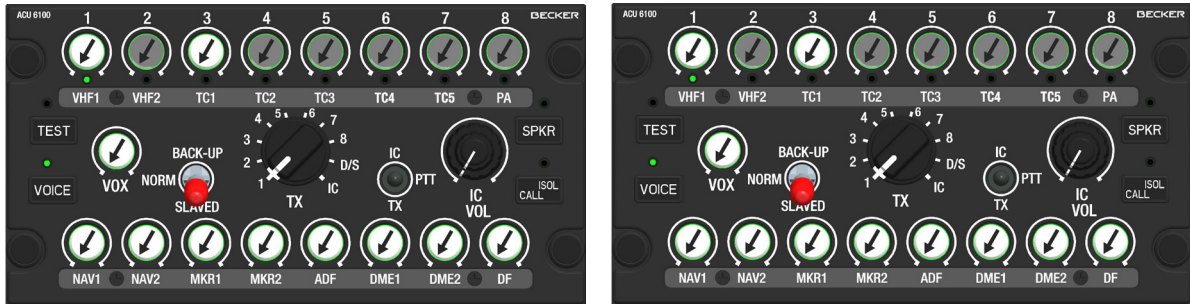 ACU 6100 1 2 3 4 5 6 7 8 BECKER
VHF1 VHF2 TC1 TC2 TC3 TC4 TC5 PA
TEST
SPKR
VOICE
ISOL
CALL
VOX
BACK-UP
NORM
SLAVED
1 2 3 4 5 6 7 8 D/S IC
TX
IC
PTT
TX
IC
VOL
NAV1 NAV2 MKR1 MKR2 ADF DME1 DME2 DF
ACU 6100 1 2 3 4 5 6 7 8 BECKER
VHF1 VHF2 TC1 TC2 TC3 TC4 TC5 PA
TEST
SPKR
VOICE
ISOL
CALL
VOX
BACK-UP
NORM
SLAVED
1 2 3 4 5 6 7 8 D/S IC
TX
IC
PTT
TX
IC
VOL
NAV1 NAV2 MKR1 MKR2 ADF DME1 DME2 DF